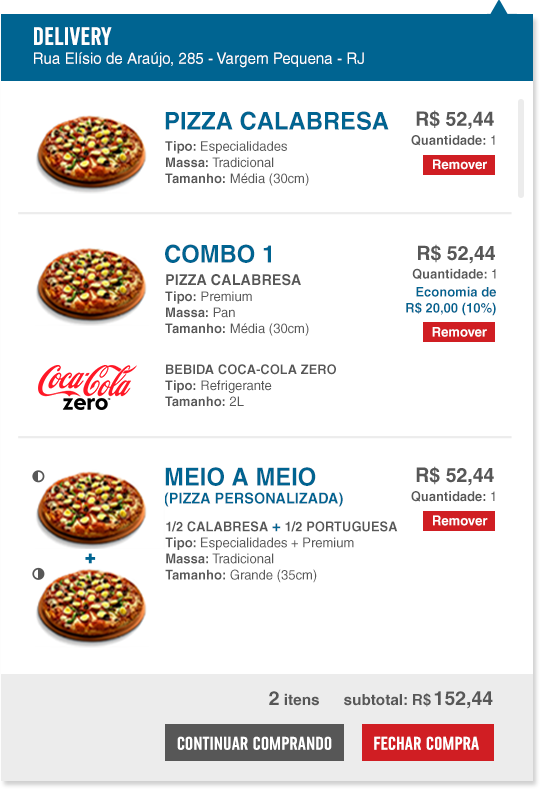 DELIVERY
Rua Elísio de Araújo, 285 - Vargem Pequena - RJ
PIZZA CALABRESA
Tipo: Especialidades
Massa: Tradicional
Tamanho: Média (30cm)
R$ 52,44
Quantidade: 1
Remover
COMBO 1
PIZZA CALABRESA
Tipo: Premium
Massa: Pan
Tamanho: Média (30cm)
R$ 52,44
Quantidade: 1
Economia de
R$ 20,00 (10%)
Remover
Coca-Cola
zero
BEBIDA COCA-COLA ZERO
Tipo: Refrigerante
Tamanho: 2L
MEIO A MEIO
(PIZZA PERSONALIZADA)
1/2 CALABRESA + 1/2 PORTUGUESA
Tipo: Especialidades + Premium
Massa: Tradicional
Tamanho: Grande (35cm)
R$ 52,44
Quantidade: 1
Remover
+
2 itens subtotal: R$ 152,44
CONTINUAR COMPRANDO FECHAR COMPRA